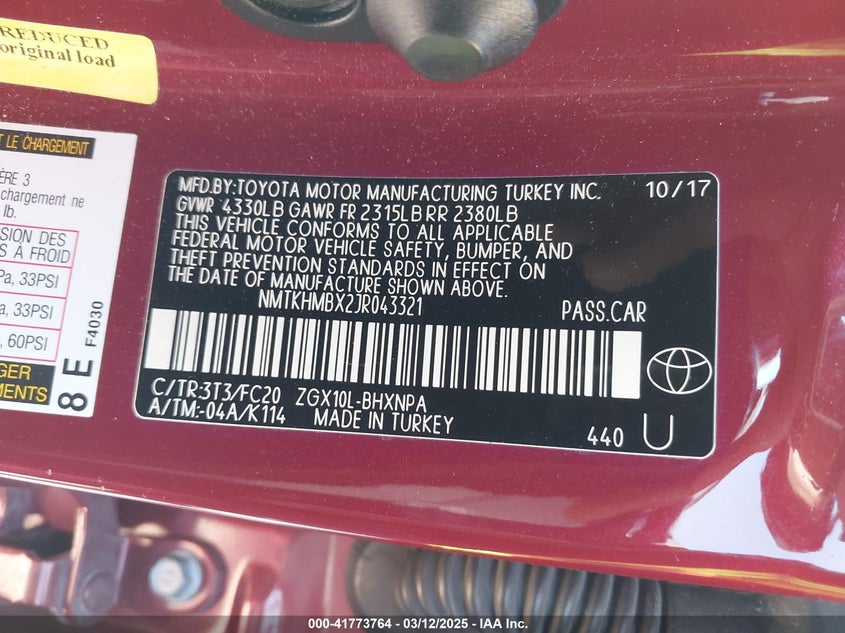 REDUCED
original load
T LE CHARGEMENT
ÈRE 3
chargement ne
lb.
SION DES
S À FROID
Pa, 33PSI
a, 33PSI
, 60PSI
GER
EMENTS
8 E
F4030
MFD.BY:TOYOTA MOTOR MANUFACTURING TURKEY INC. 10/17
GVWR 4330LB GAWR FR 2315LB RR 2380LB
THIS VEHICLE CONFORMS TO ALL APPLICABLE
FEDERAL MOTOR VEHICLE SAFETY, BUMPER, AND
THEFT PREVENTION STANDARDS IN EFFECT ON
THE DATE OF MANUFACTURE SHOWN ABOVE.
NMTKHMBX2JR043321 PASS.CAR
C/TR:3T3/FC20 ZGX10L-BHXNPA
A/TM:-04A/K114 MADE IN TURKEY
440 U
000-41773764 - 03/12/2025 - IAA Inc.